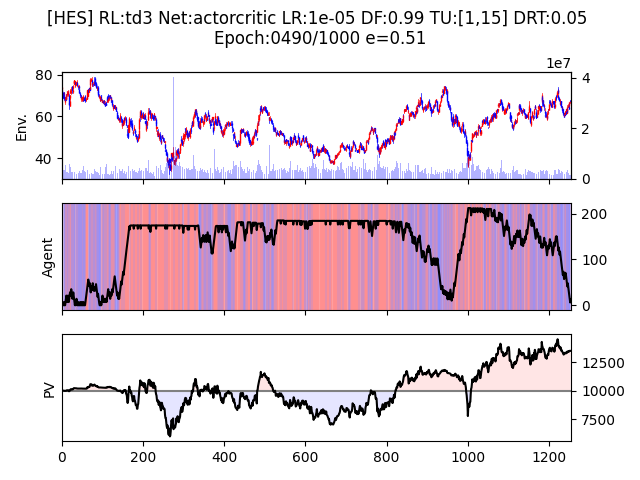 [HES] RL:td3 Net:actorcritic LR:1e-05 DF:0.99 TU:[1,15] DRT:0.05
Epoch:0490/1000 e=0.51
1e7
80
60
40
Env.
4
2
0
Agent
200
100
0
PV
12500
10000
7500
0 200 400 600 800 1000 1200